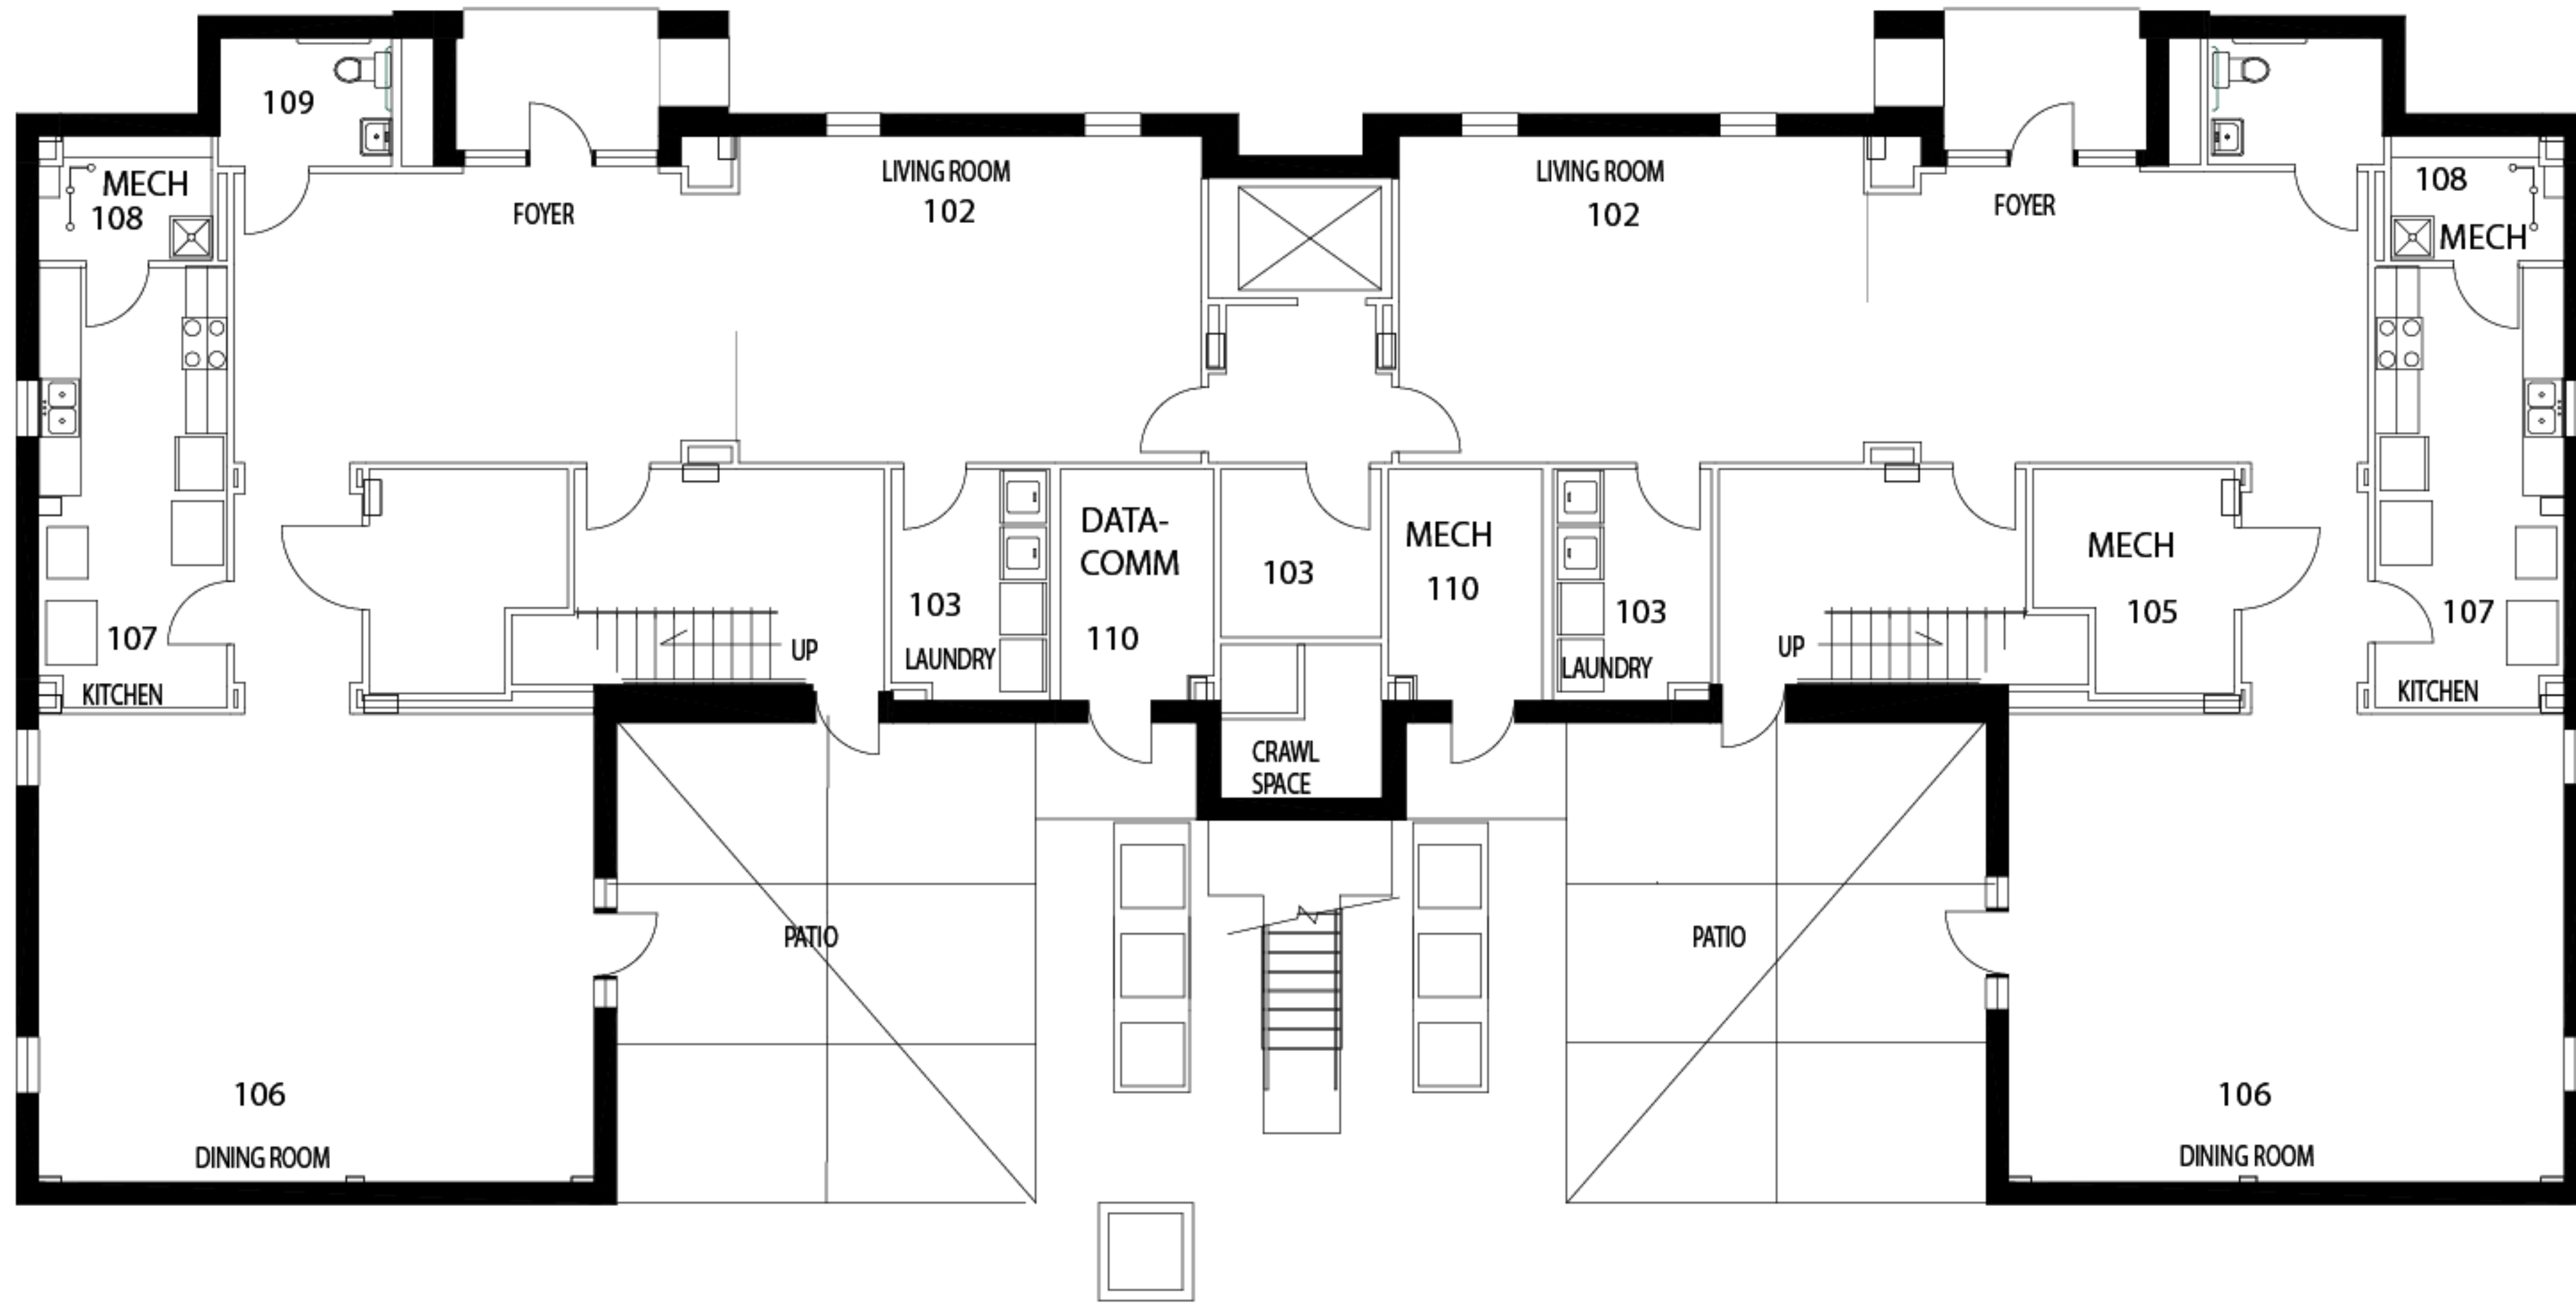 109
MECH
108
FOYER
LIVING ROOM
102
LIVING ROOM
102
FOYER
108
MECH
DATA-
COMM
110
103
LAUNDRY
103
MECH
110
103
LAUNDRY
MECH
105
107
KITCHEN
UP
UP
107
KITCHEN
CRAWL
SPACE
PATIO
PATIO
106
DINING ROOM
106
DINING ROOM